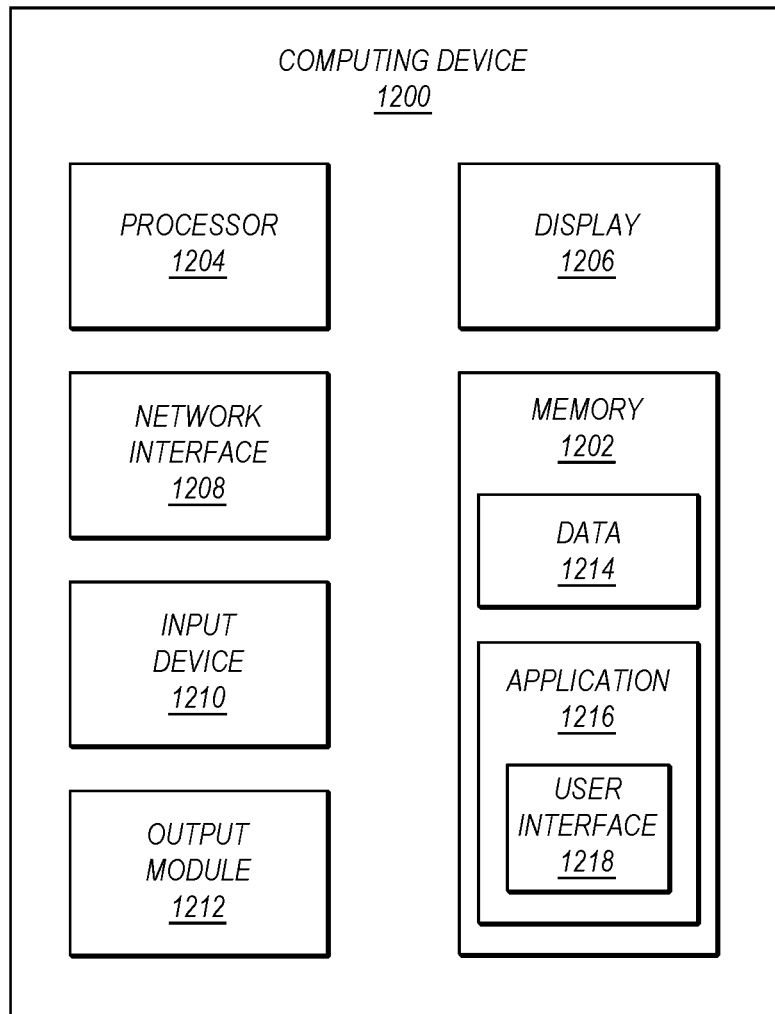 COMPUTING DEVICE
1200
PROCESSOR
1204
DISPLAY
1206
NETWORK
INTERFACE
1208
MEMORY
1202
DATA
1214
INPUT
DEVICE
1210
APPLICATION
1216
USER
INTERFACE
1218
OUTPUT
MODULE
1212